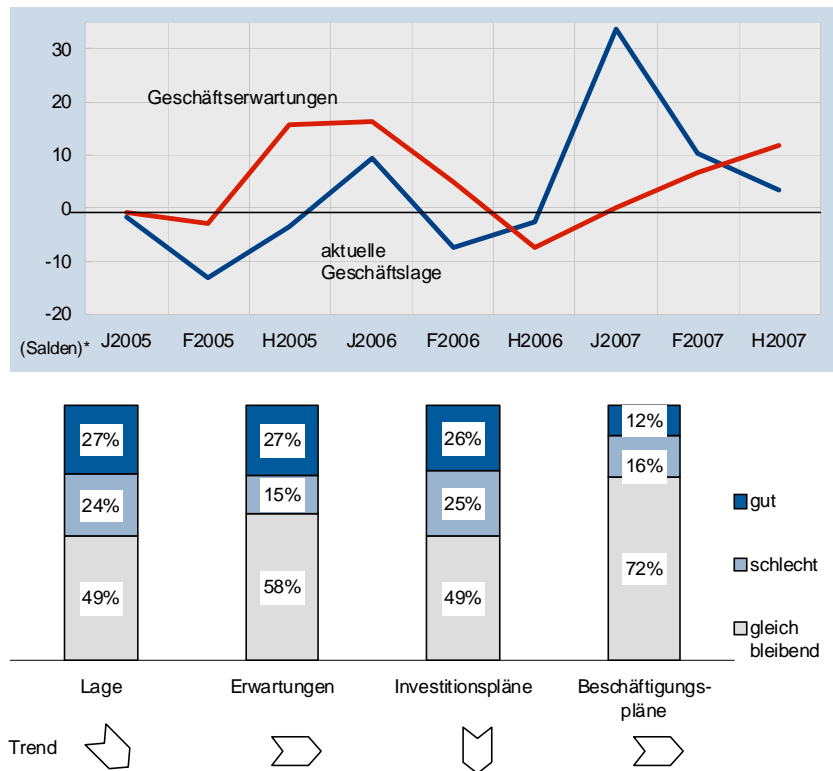 30
20
Geschäftserwartungen
10
0
aktuelle
Geschäftslage
-10
-20
(Salden)* J2005 F2005 H2005 J2006 F2006 H2006 J2007 F2007 H2007
27% 27% 26% 12%
24% 15% 25% 16%
49% 58% 49% 72%
gut
schlecht
gleich
bleibend
Lage Erwartungen Investitionspläne Beschäftigungs-
pläne
Trend